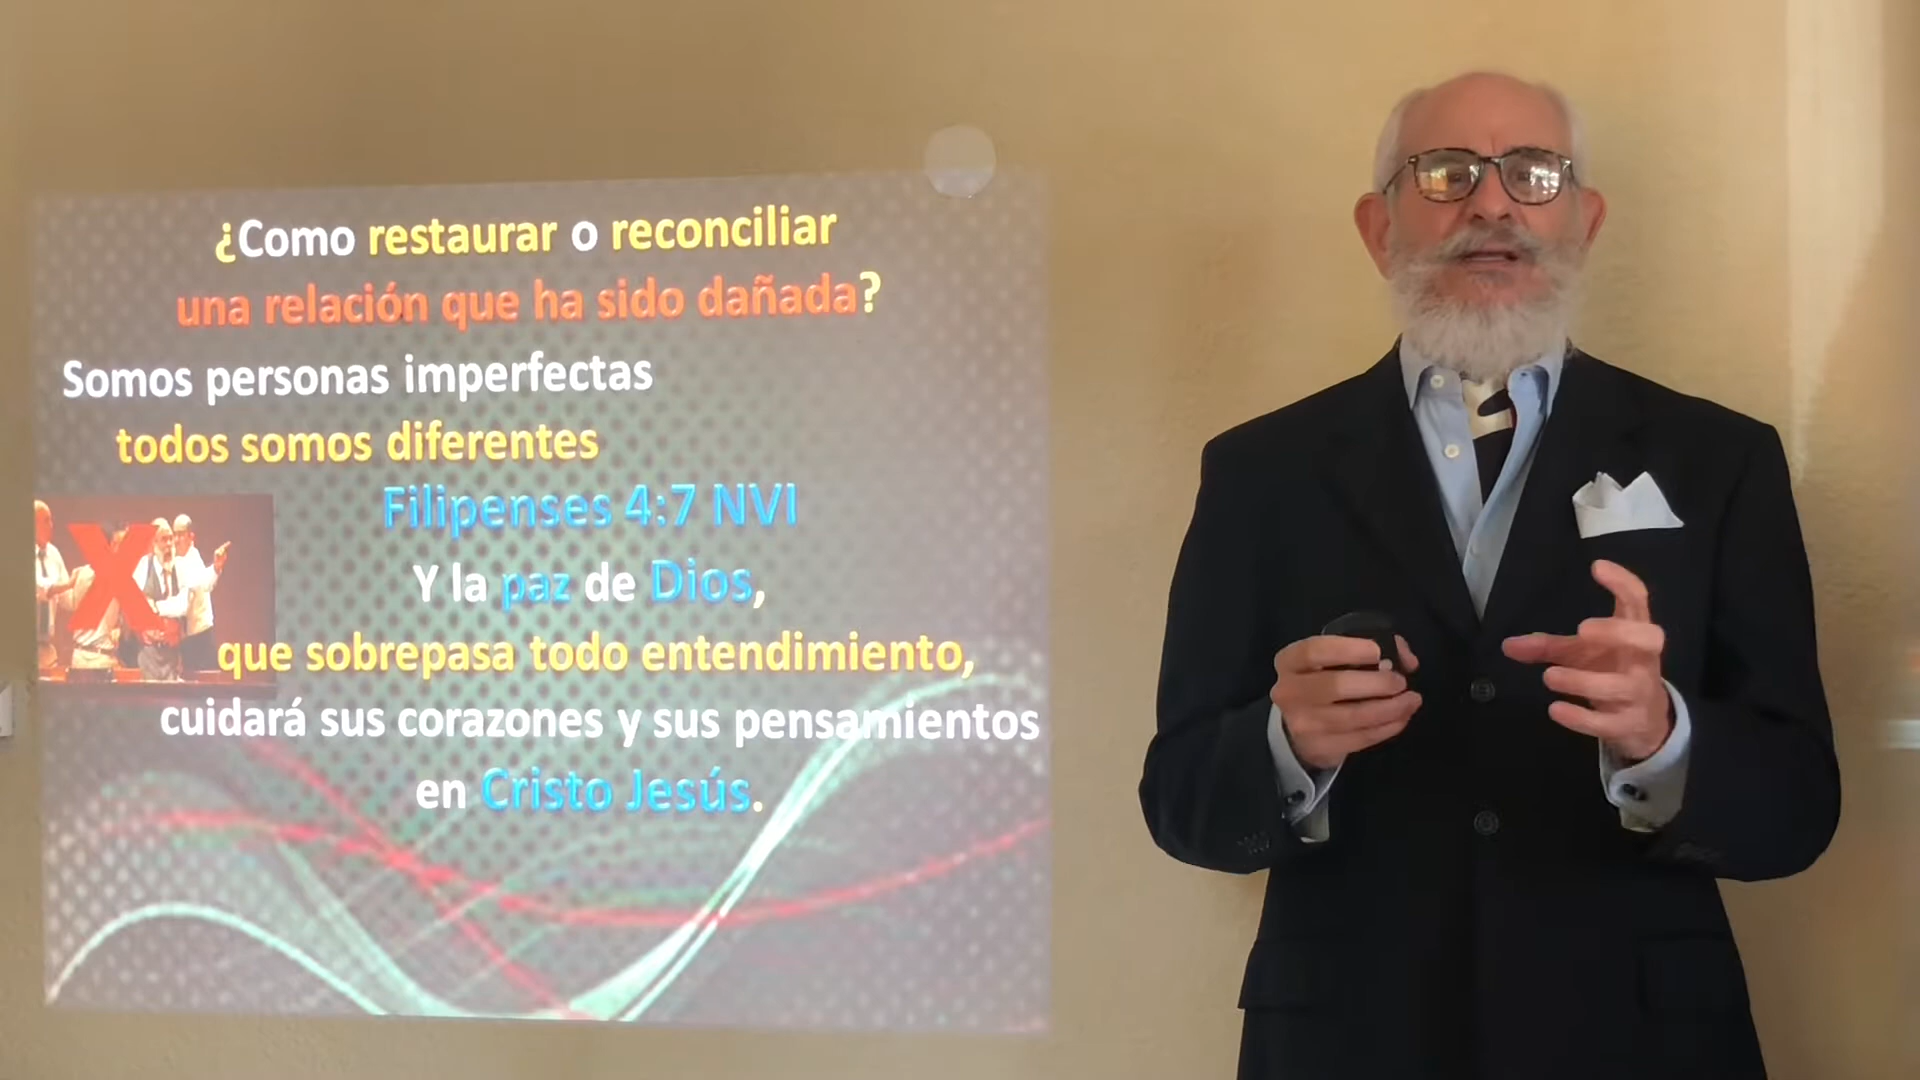 ¿Como restaurar o reconciliar
una relación que ha sido dañada?
Somos personas imperfectas
todos somos diferentes
Filipenses 4:7 NVI
Y la paz de Dios,
que sobrepasa todo entendimiento,
cuidará sus corazones y sus pensamientos
en Cristo Jesús.